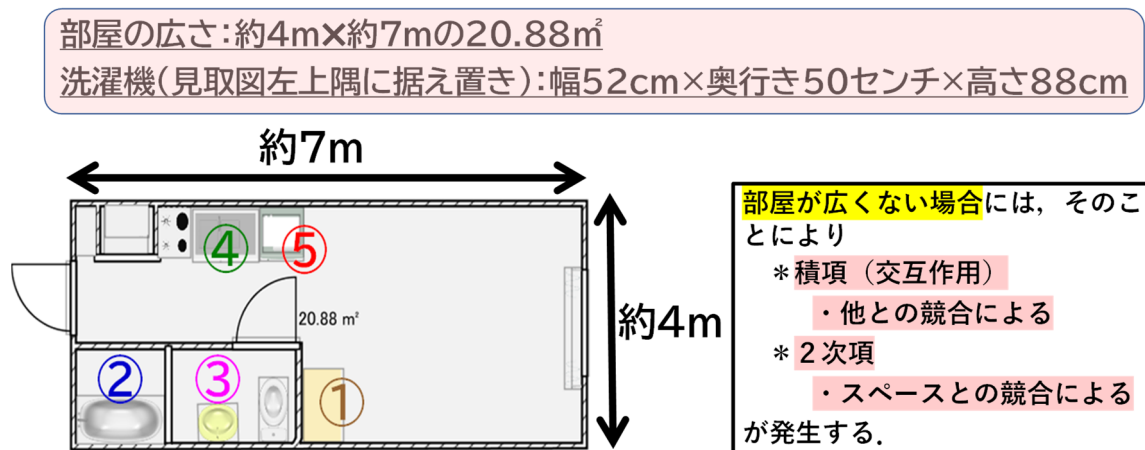 部屋の広さ：約4m×約7mの20.88㎡
洗濯機(見取図左上隅に据え置き)：幅52cm×奥行き50センチ×高さ88cm
約7m
④
⑤
20.88 ㎡
約4m
②
③
①
部屋が広くない場合には，そのこ
とにより
＊積項（交互作用）
・他との競合による
＊２次項
・スペースとの競合による
が発生する．